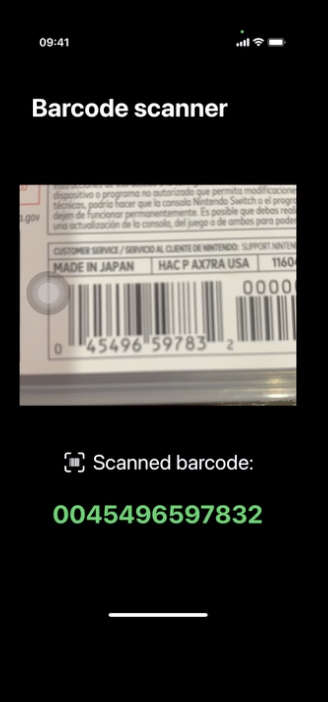 09:41
Barcode scanner
dispositivo o programa no autorizado que permita modificaciones
técnicas, podría hacer que la consola Nintendo Switch o el progra
.gov
dejen de funcionar permanentemente. Es posible que debas reali
una actualización de la consola, del juego o de ambos para poder
CUSTOMER SERVICE / SERVICIO AL CLIENTE DE NINTENDO: SUPPORT.NINTEN
MADE IN JAPAN HAC P AX7RA USA 1160
0000
0 45496 59783 2
Scanned barcode:
0045496597832